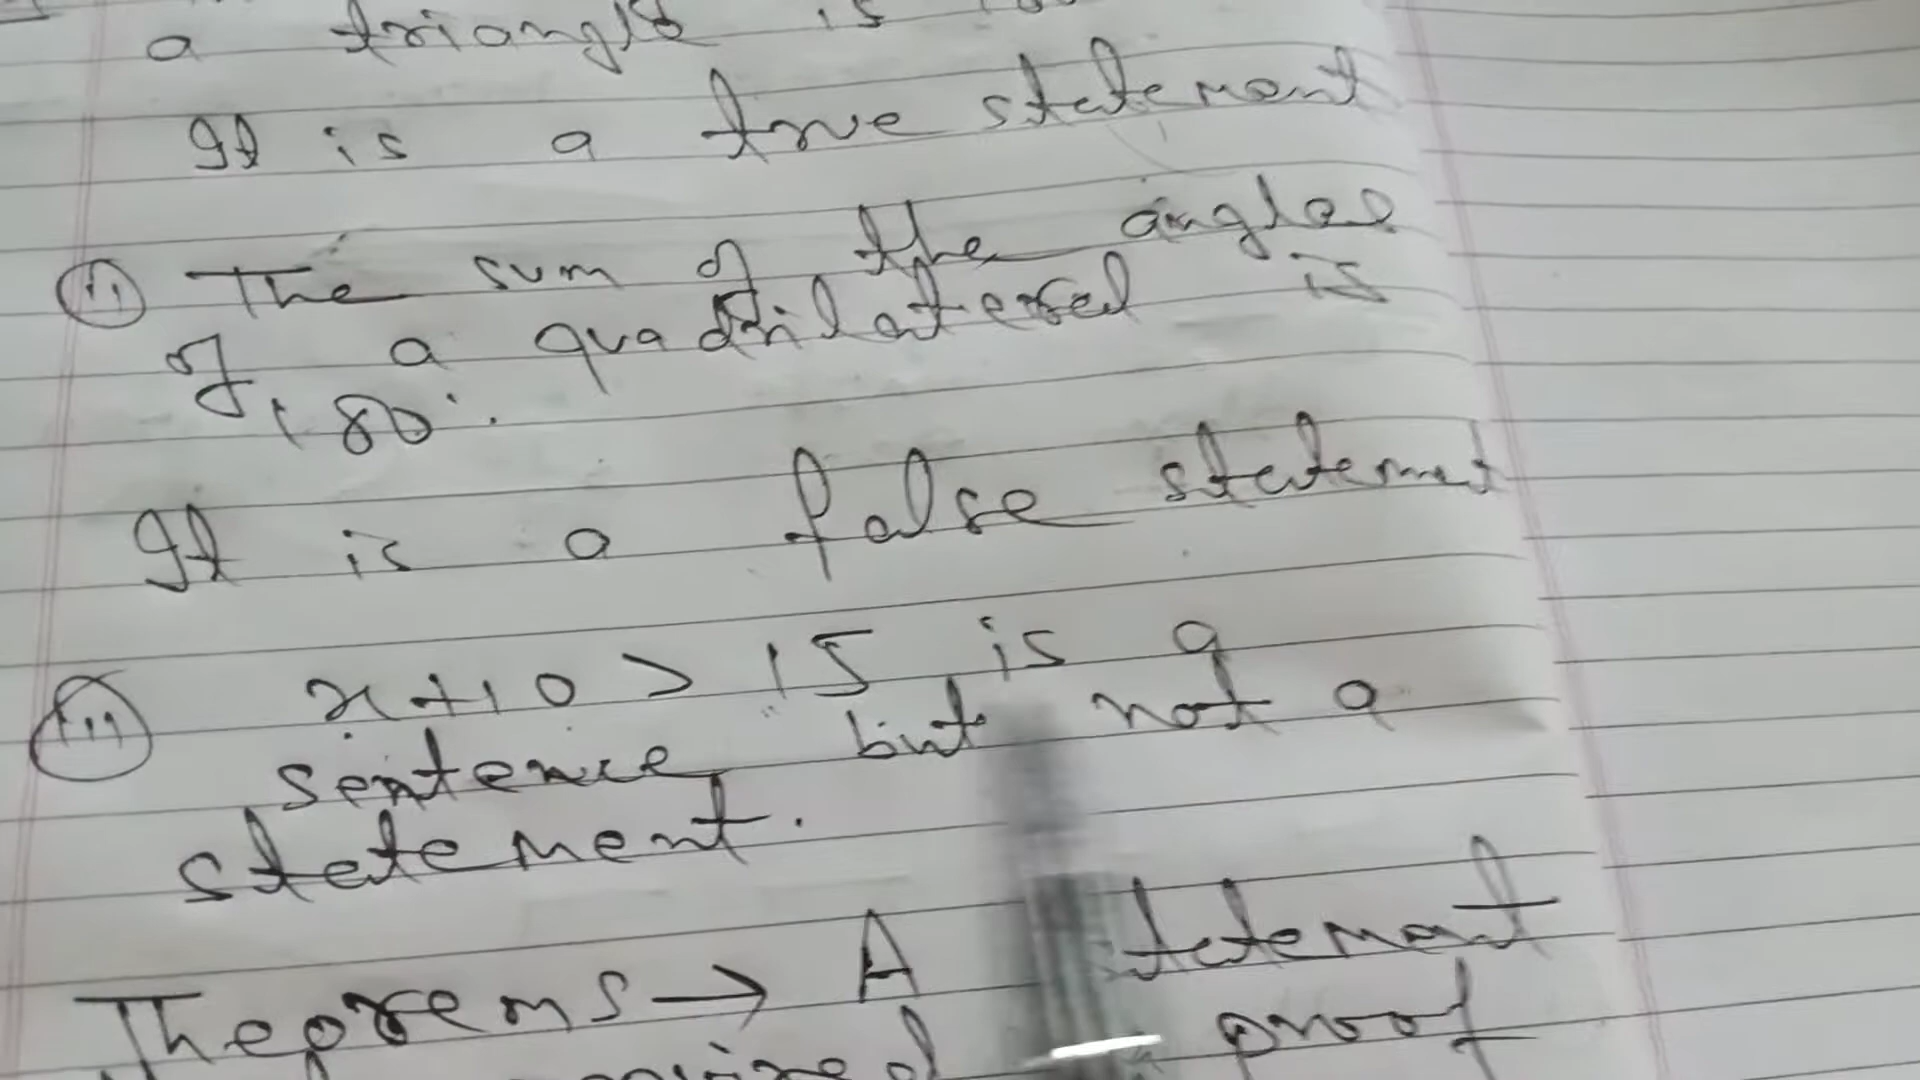 a triangle is
It is a true statement
(ii) The sum of the angles
of a quadrilateral is
180°.
It is a false statement
(iii) x+10 > 15 is a
sentence but not a
statement.
Theorems → A statement
required proof